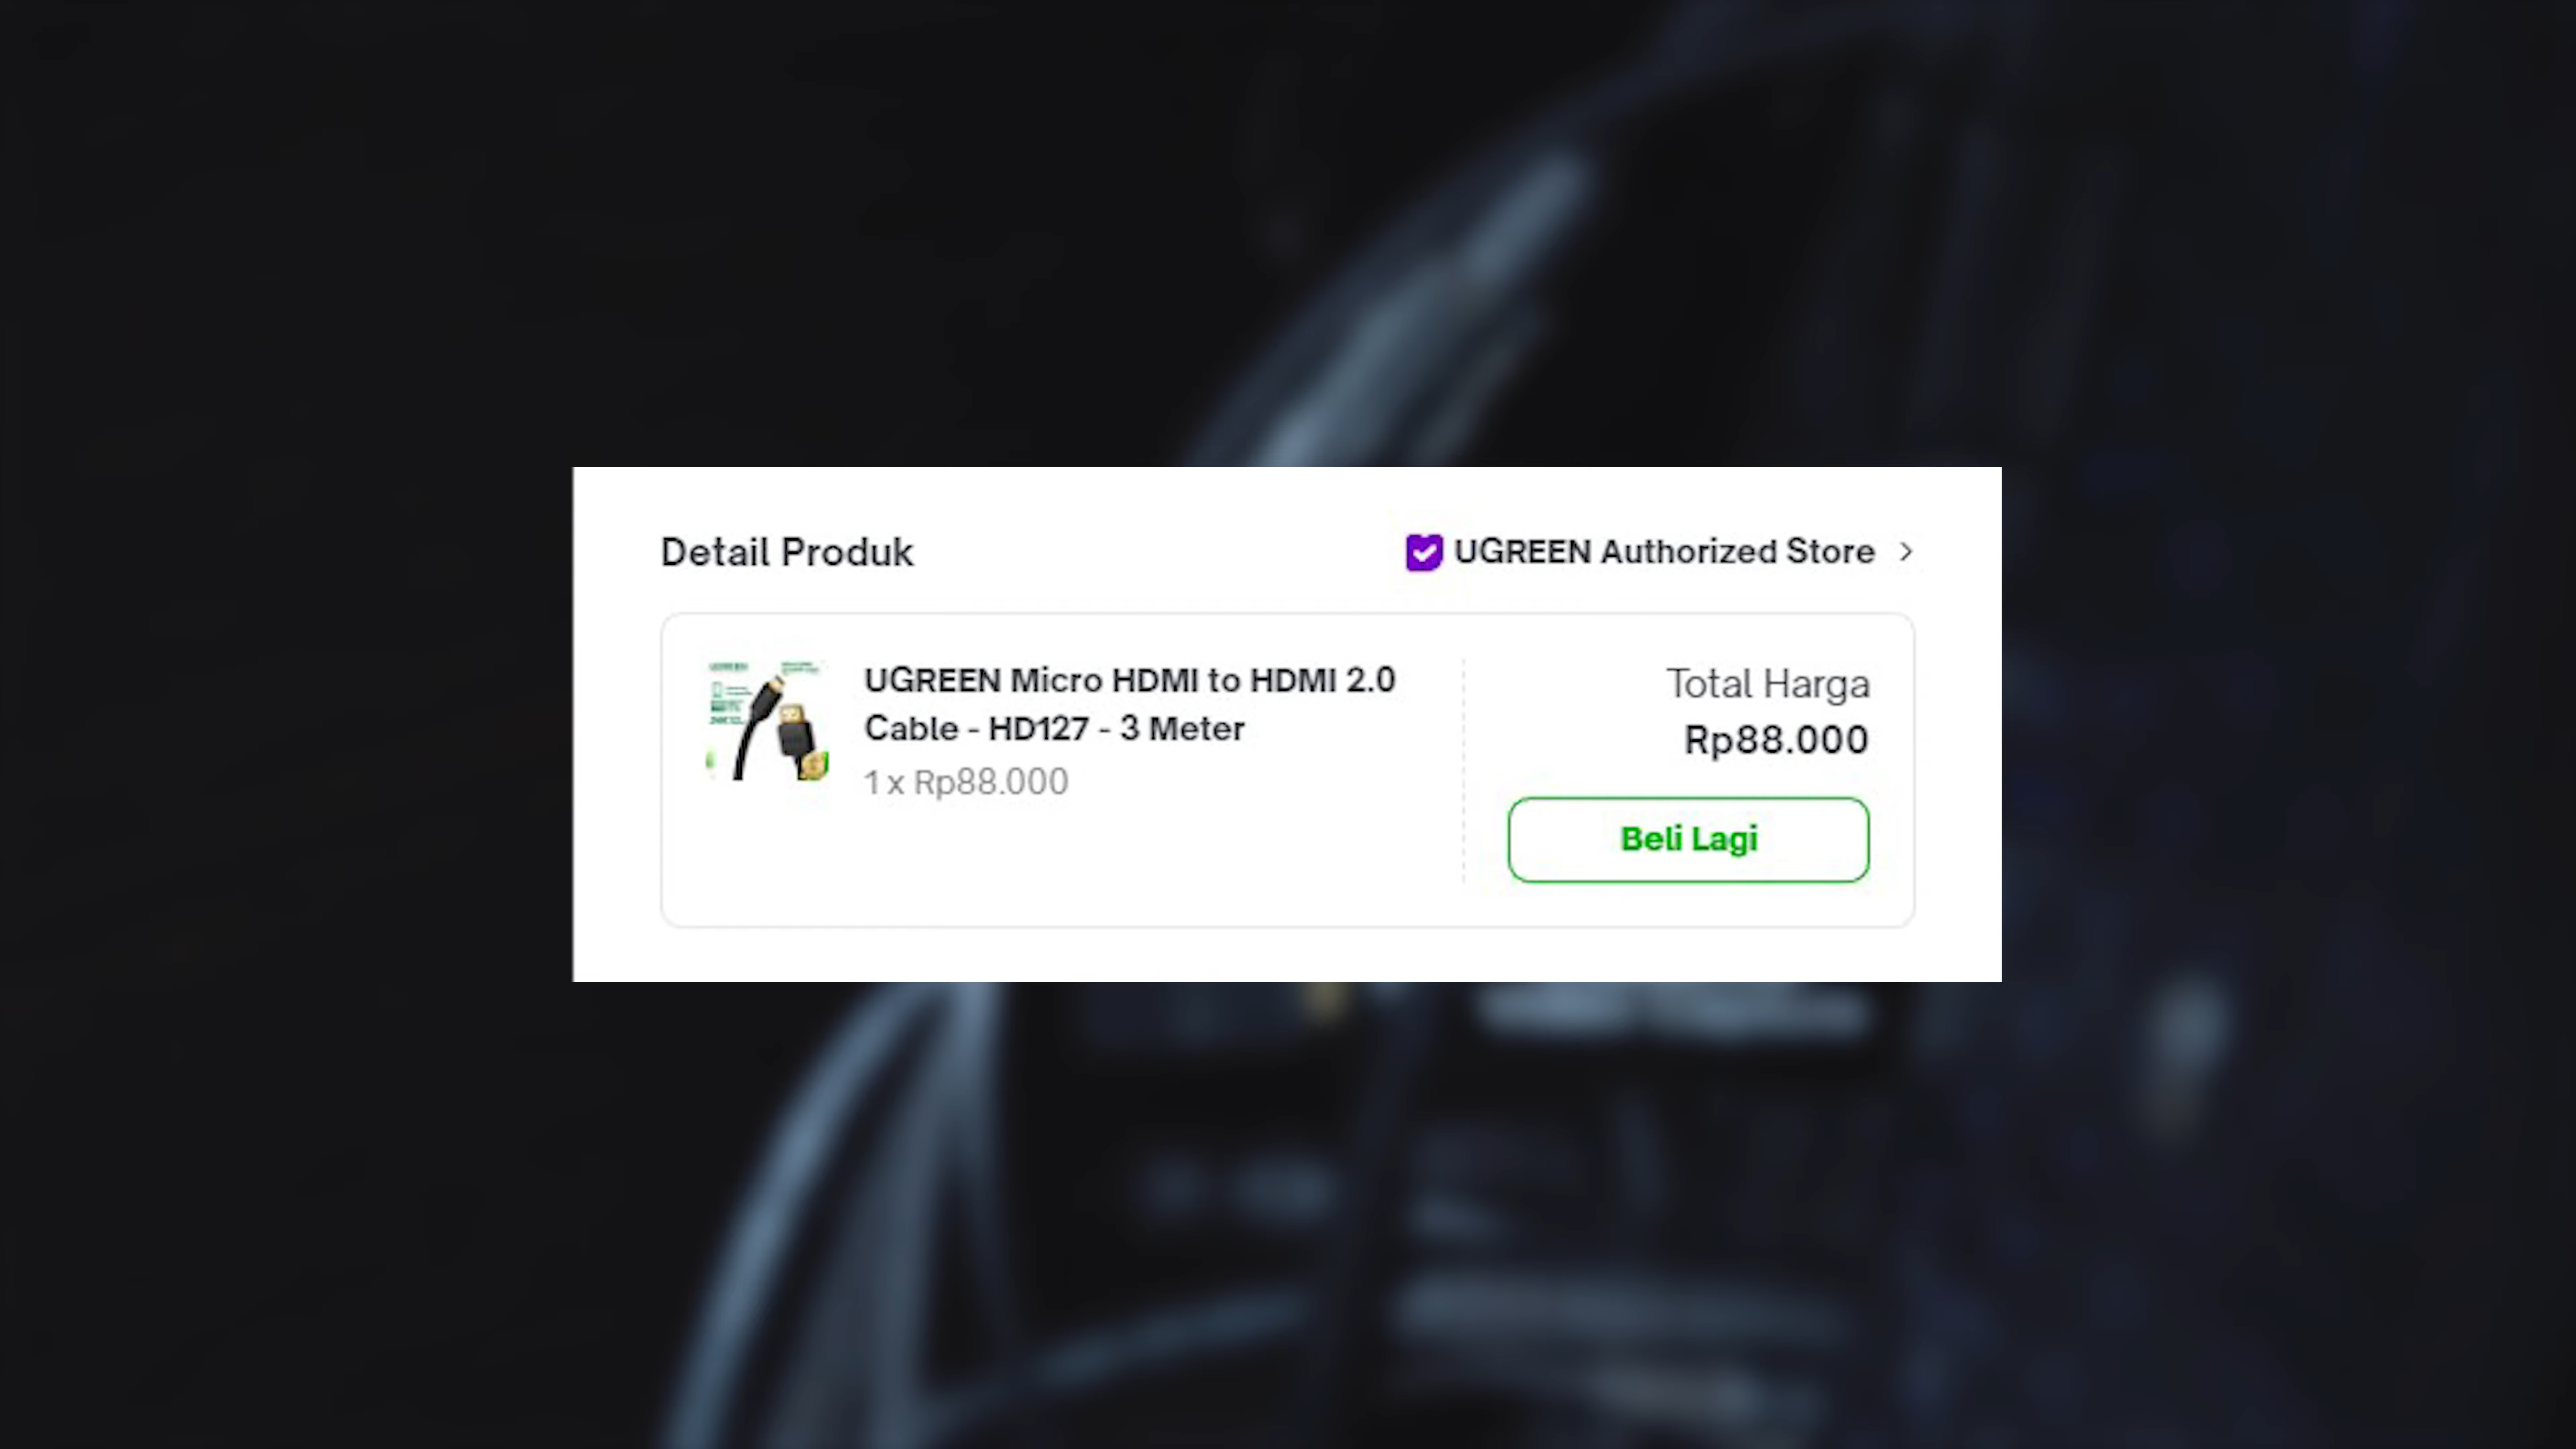 Detail Produk
UGREEN Authorized Store
UGREEN Micro HDMI to HDMI 2.0
Cable - HD127 - 3 Meter
1 x Rp88.000
Total Harga
Rp88.000
Beli Lagi